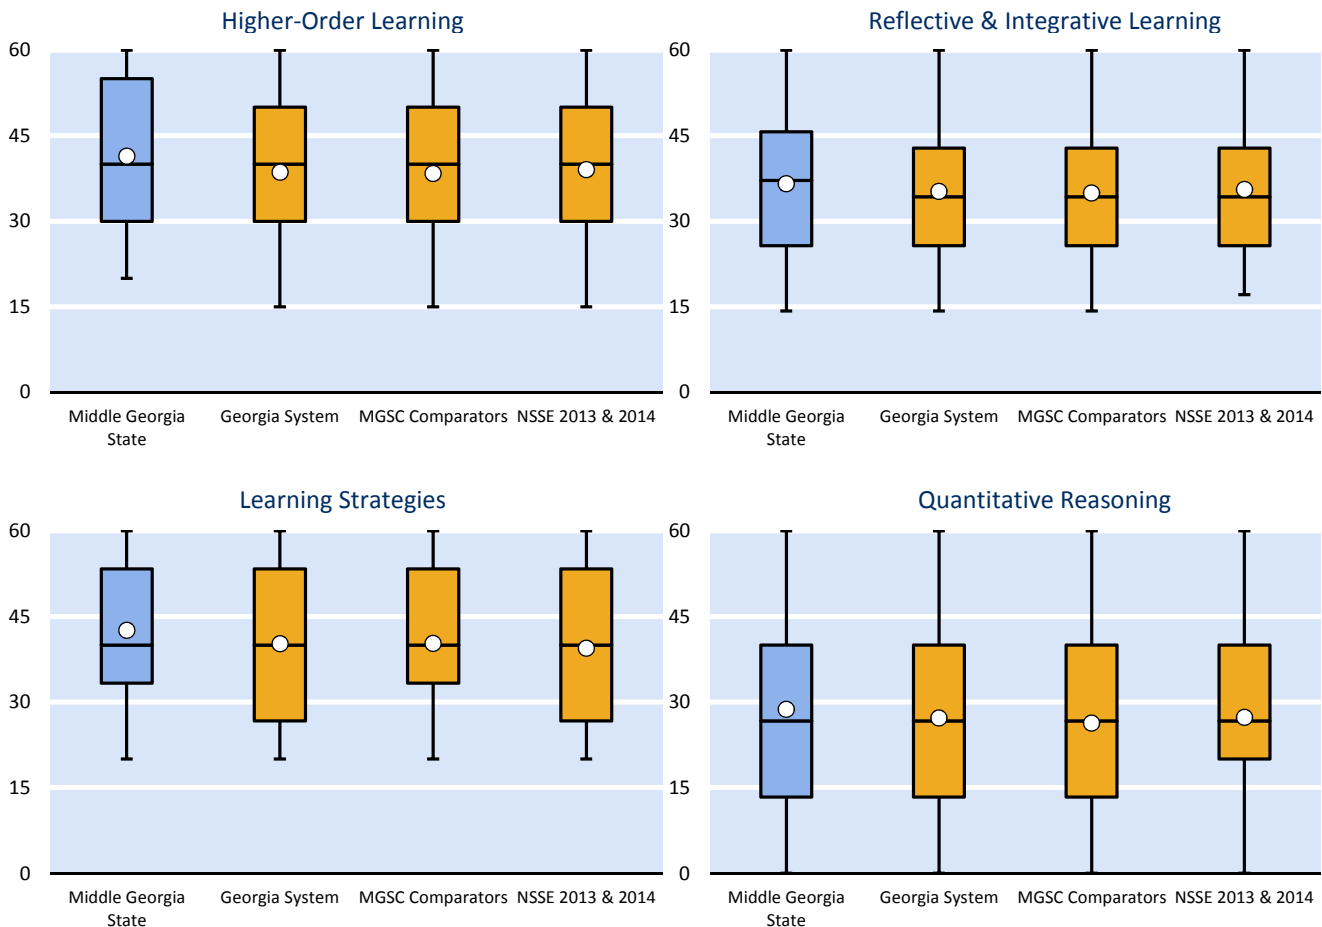 Higher-Order Learning
60
45
30
15
0
Middle Georgia
State
Georgia System
MGSC Comparators
NSSE 2013 & 2014
Reflective & Integrative Learning
60
45
30
15
0
Middle Georgia
State
Georgia System
MGSC Comparators
NSSE 2013 & 2014
Learning Strategies
60
45
30
15
0
Middle Georgia
State
Georgia System
MGSC Comparators
NSSE 2013 & 2014
Quantitative Reasoning
60
45
30
15
0
Middle Georgia
State
Georgia System
MGSC Comparators
NSSE 2013 & 2014